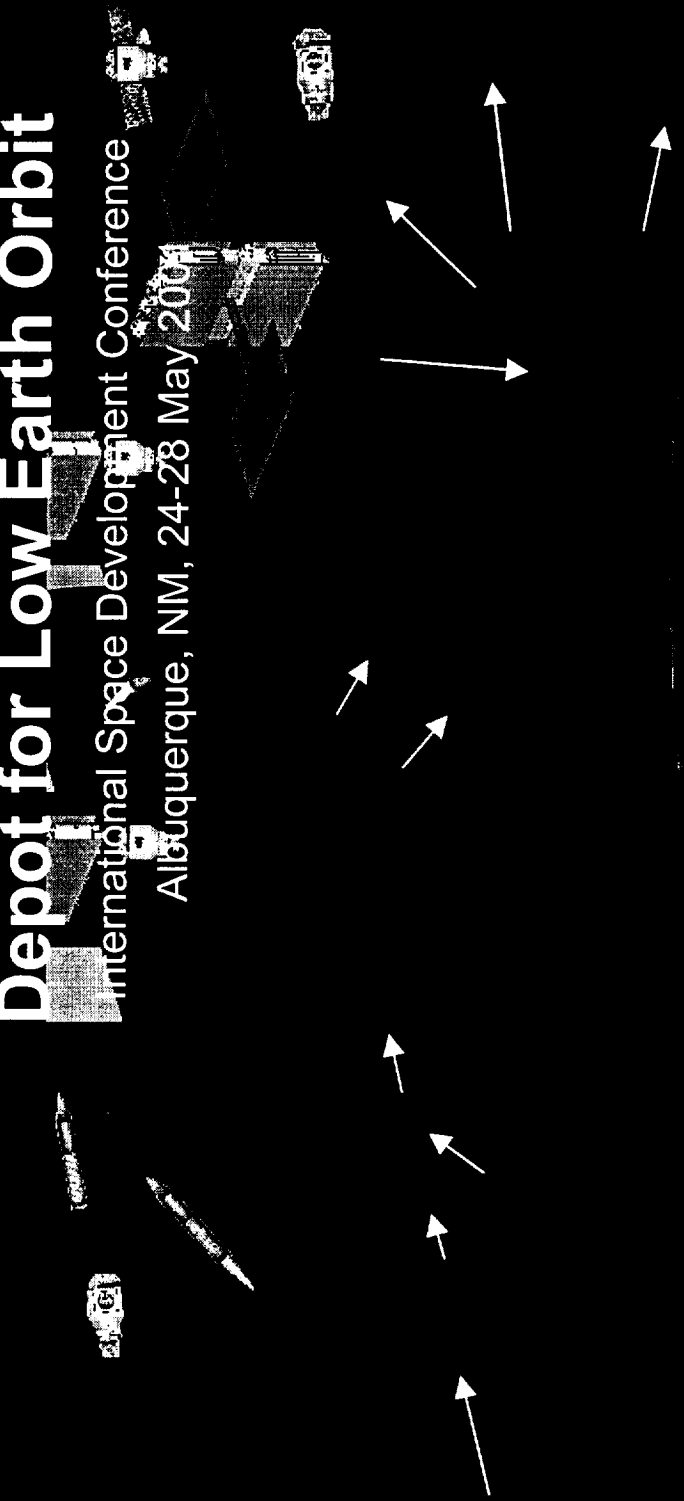 Depot for Low Earth Orbit
International Space Development Conference
Albuquerque, NM, 24-28 May